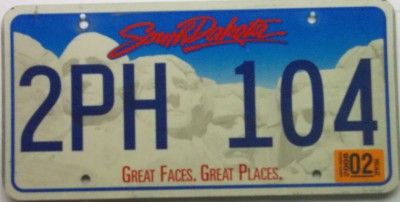 South Dakota
2PH 104
02
GREAT FACES. GREAT PLACES.